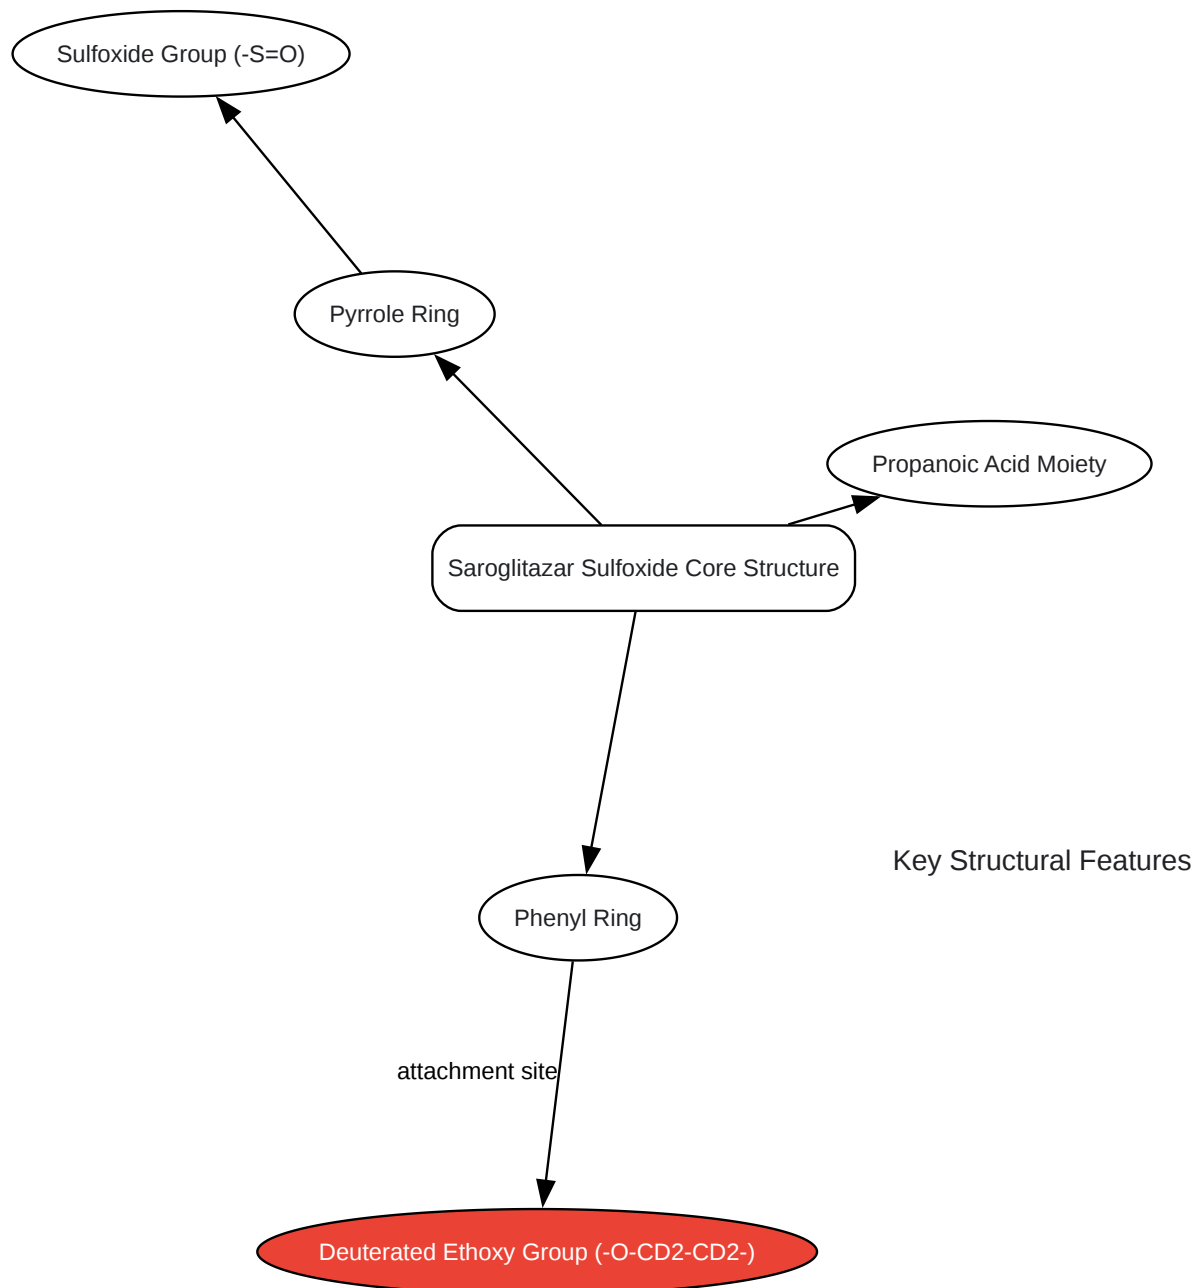 Sulfoxide Group (-S=O)
Pyrrole Ring
Propanoic Acid Moiety
Saroglitazar Sulfoxide Core Structure
Key Structural Features
Phenyl Ring
attachment site
Deuterated Ethoxy Group (-O-CD2-CD2-)